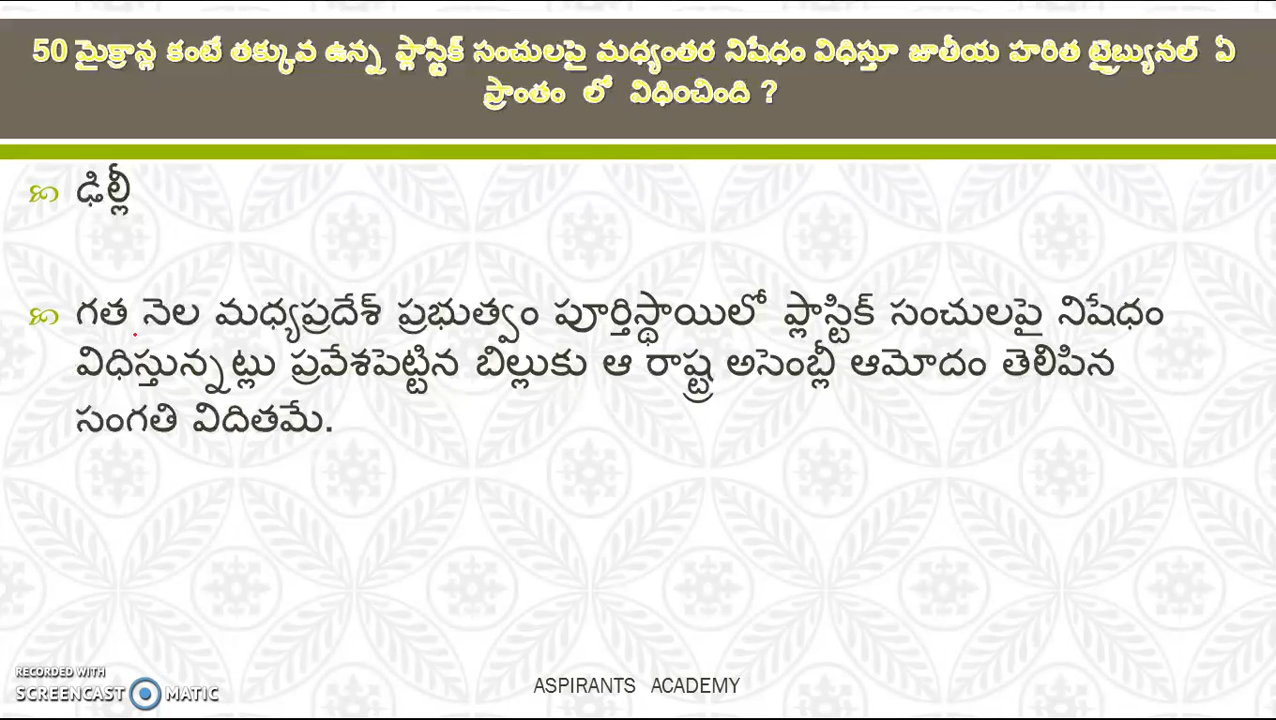 50 మైక్రాన్ల కంటే తక్కువ ఉన్న ప్లాస్టిక్ సంచులపై మధ్యంతర నిషేధం విధిస్తూ జాతీయ హరిత ట్రైబ్యునల్ ఏ
ప్రాంతం లో విధించింది ?
ఢిల్లీ
గత నెల మధ్యప్రదేశ్ ప్రభుత్వం పూర్తిస్థాయిలో ప్లాస్టిక్ సంచులపై నిషేధం
విధిస్తున్నట్లు ప్రవేశపెట్టిన బిల్లుకు ఆ రాష్ట్ర అసెంబ్లీ ఆమోదం తెలిపిన
సంగతి విదితమే.
RECORDED WITH
SCREENCAST MATIC
ASPIRANTS ACADEMY